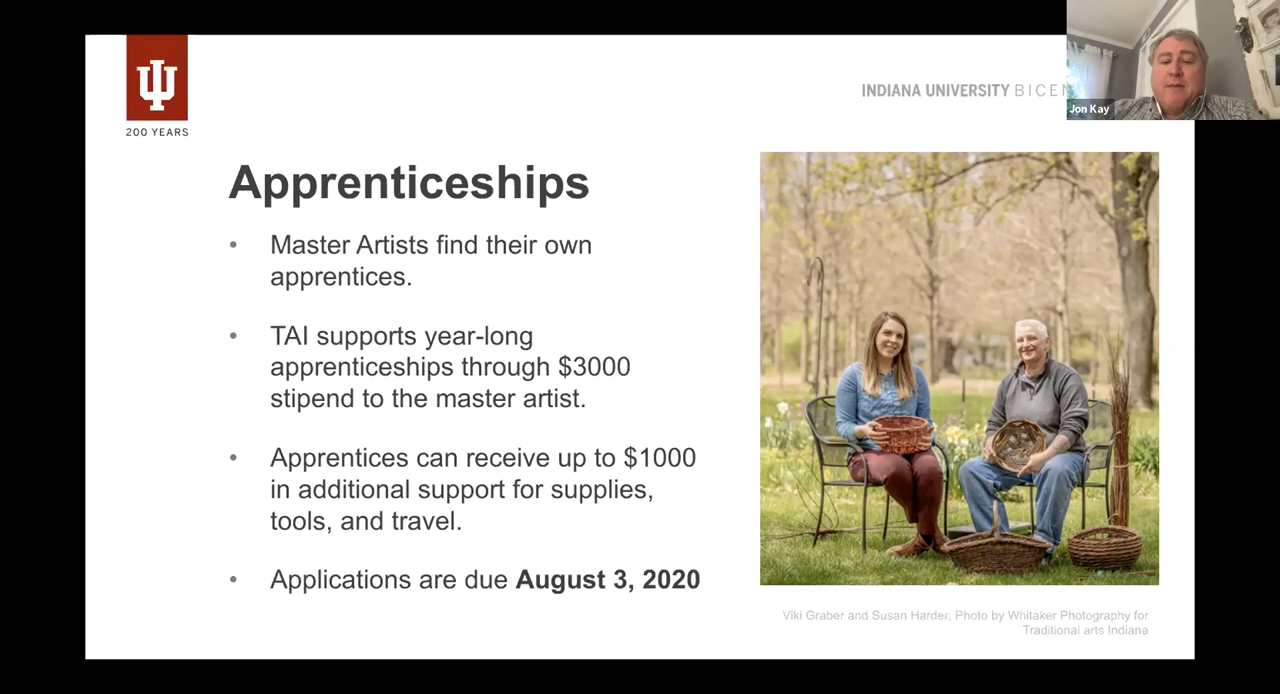 INDIANA UNIVERSITY BICEN
Jon Kay
200 YEARS
Apprenticeships
• Master Artists find their own
apprentices.
• TAI supports year-long
apprenticeships through $3000
stipend to the master artist.
• Apprentices can receive up to $1000
in additional support for supplies,
tools, and travel.
• Applications are due August 3, 2020
Viki Graber and Susan Harder; Photo by Whitaker Photography for
Traditional arts Indiana